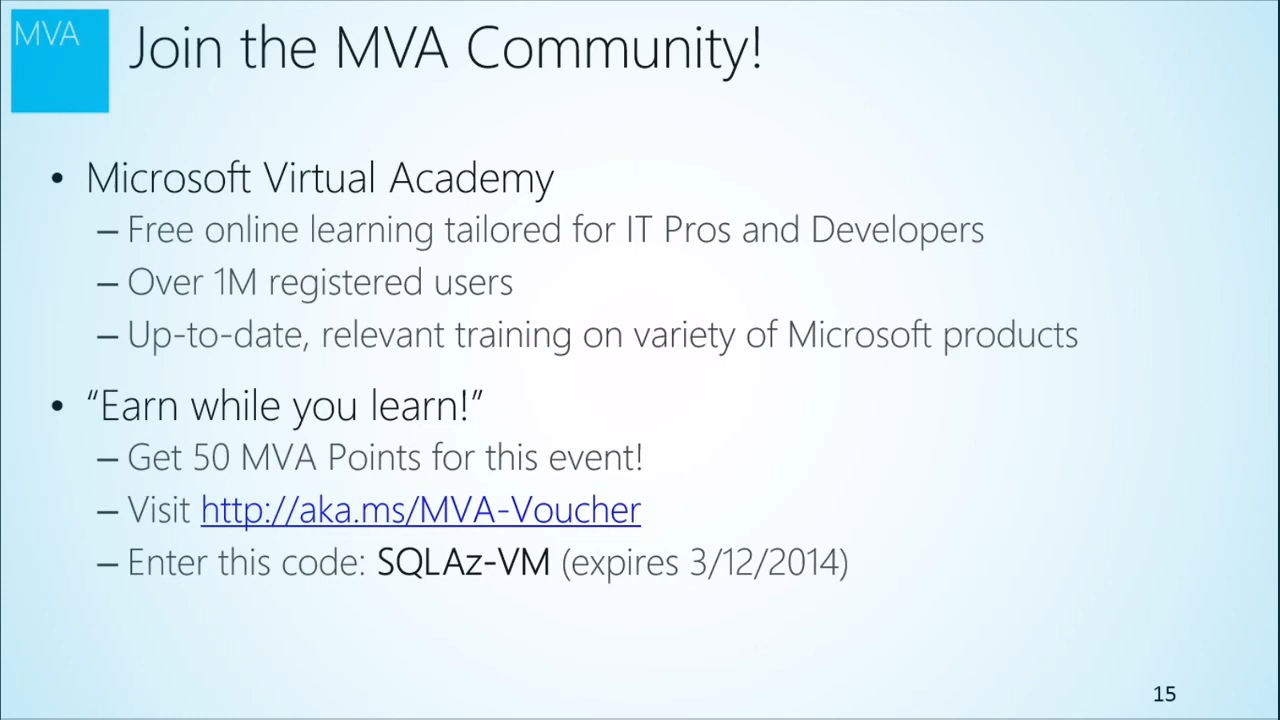 MVA
Join the MVA Community!
• Microsoft Virtual Academy
– Free online learning tailored for IT Pros and Developers
– Over 1M registered users
– Up-to-date, relevant training on variety of Microsoft products
• “Earn while you learn!”
– Get 50 MVA Points for this event!
– Visit http://aka.ms/MVA-Voucher
– Enter this code: SQLAz-VM (expires 3/12/2014)
15